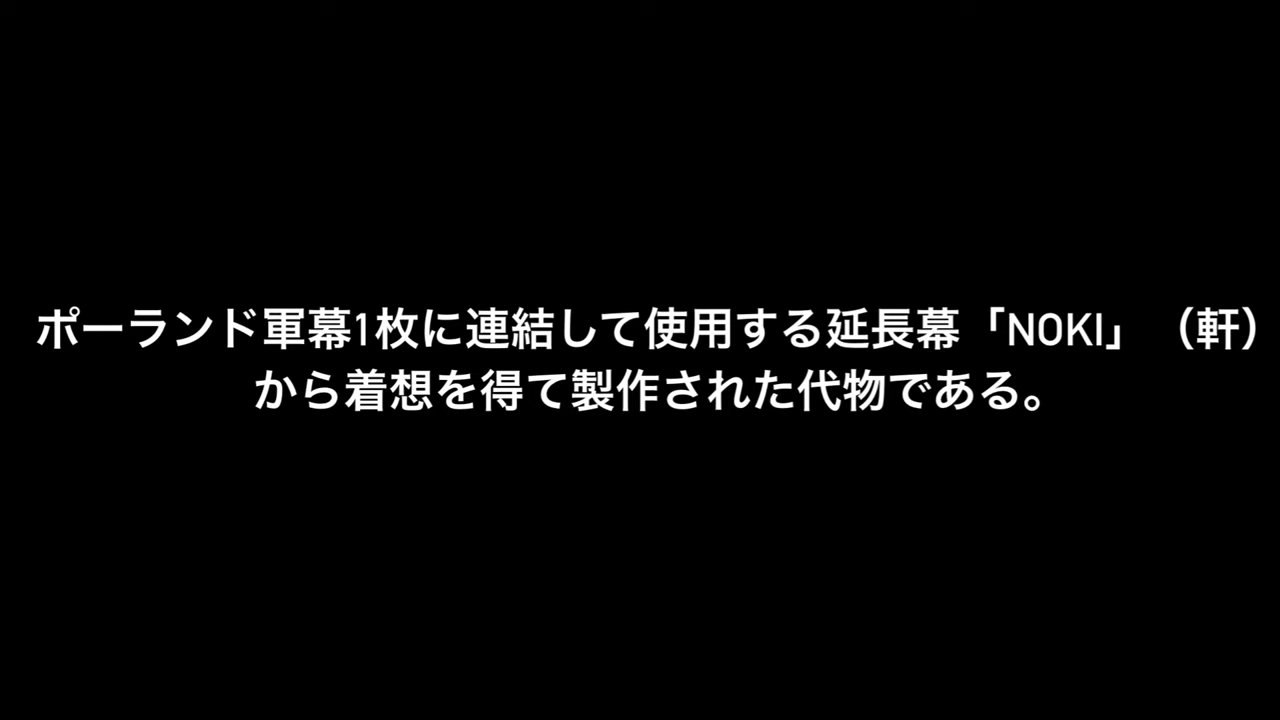 ポーランド軍幕1枚に連結して使用する延長幕「NOKI」（軒）
から着想を得て製作された代物である。